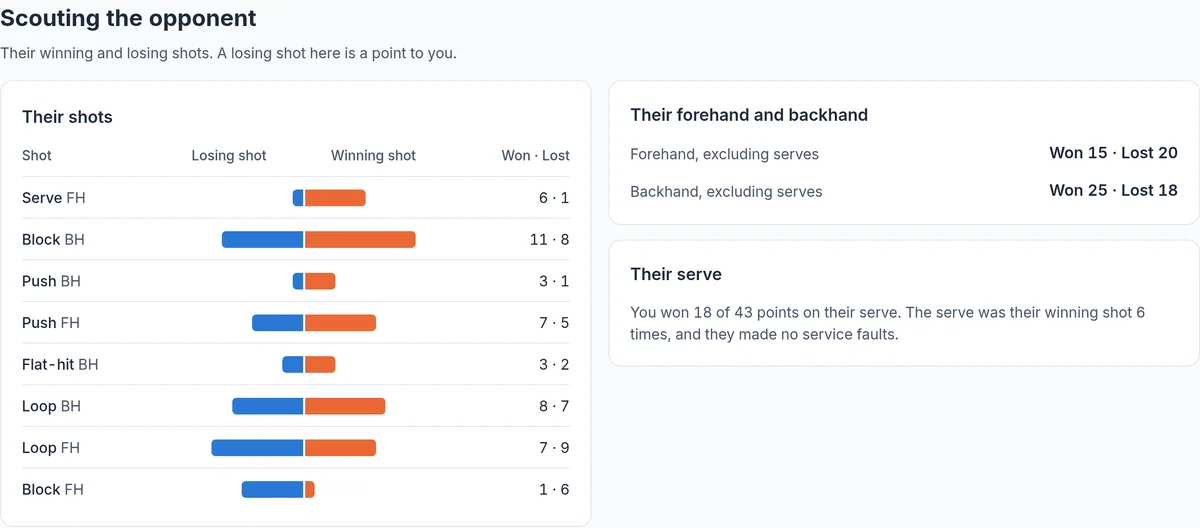 Scouting the opponent
Their winning and losing shots. A losing shot here is a point to you.
Their shots
Shot Losing shot Winning shot Won · Lost
Serve FH 6 · 1
Block BH 11 · 8
Push BH 3 · 1
Push FH 7 · 5
Flat-hit BH 3 · 2
Loop BH 8 · 7
Loop FH 7 · 9
Block FH 1 · 6
Their forehand and backhand
Forehand, excluding serves Won 15 · Lost 20
Backhand, excluding serves Won 25 · Lost 18
Their serve
You won 18 of 43 points on their serve. The serve was their winning shot 6
times, and they made no service faults.